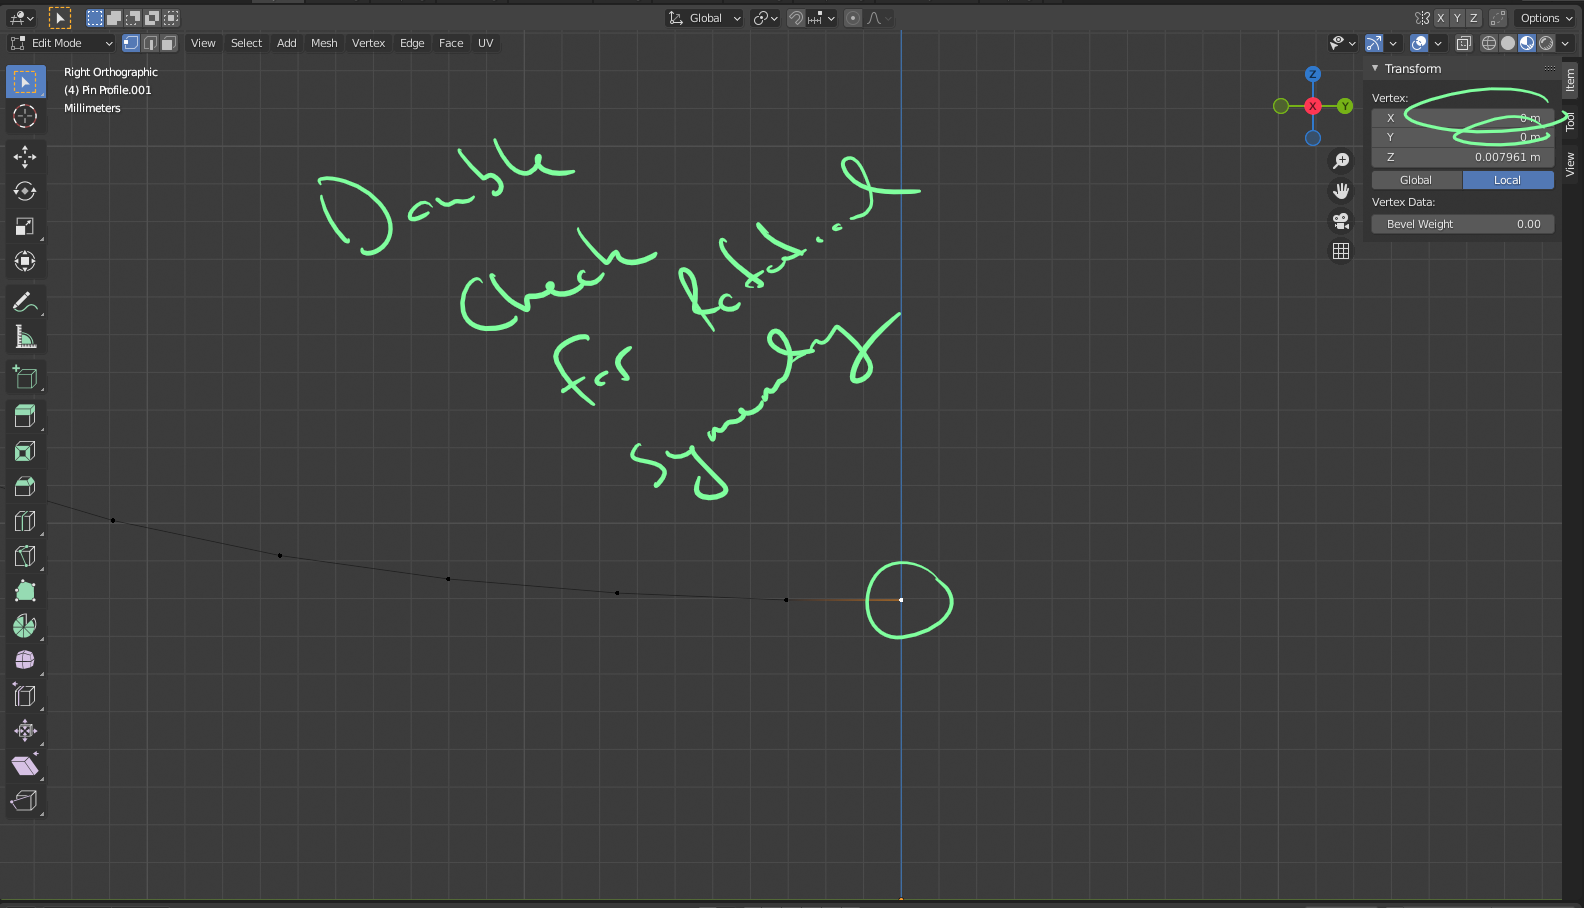 Global
X Y Z
Options
Edit Mode
View Select Add Mesh Vertex Edge Face UV
Right Orthographic
(4) Pin Profile.001
Millimeters
Z
X
Y
Transform
Vertex:
X 0 m
Y 0 m
Z 0.007961 m
Global Local
Vertex Data:
Bevel Weight 0.00
Item
Tool
View
Double
Check
For
Rotational
Symmetry